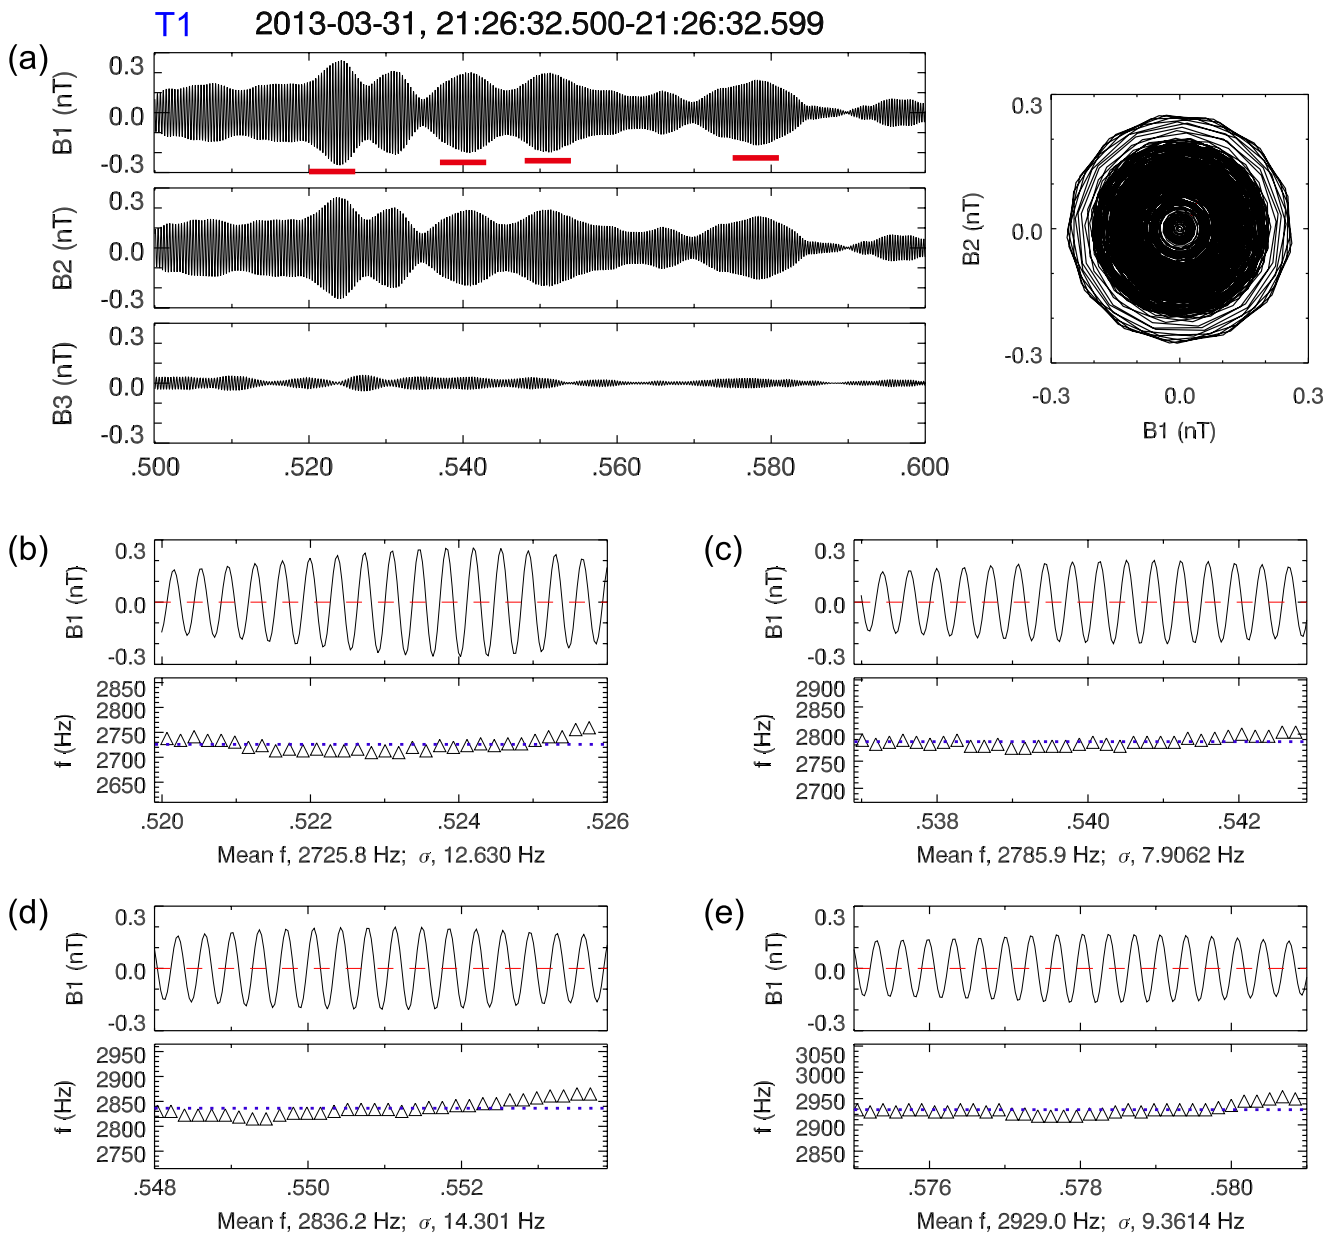 T1 2013-03-31, 21:26:32.500-21:26:32.599
(a)
0.3
0.0
-0.3
B1 (nT)
0.3
0.0
-0.3
B2 (nT)
0.3
0.0
-0.3
B3 (nT)
.500 .520 .540 .560 .580 .600
0.3
0.0
-0.3
B2 (nT)
-0.3 0.0 0.3
B1 (nT)
(b)
0.3
0.0
-0.3
B1 (nT)
2850
2800
2750
2700
2650
f (Hz)
.520 .522 .524 .526
Mean f, 2725.8 Hz; σ, 12.630 Hz
(c)
0.3
0.0
-0.3
B1 (nT)
2900
2850
2800
2750
2700
f (Hz)
.538 .540 .542
Mean f, 2785.9 Hz; σ, 7.9062 Hz
(d)
0.3
0.0
-0.3
B1 (nT)
2950
2900
2850
2800
2750
f (Hz)
.548 .550 .552
Mean f, 2836.2 Hz; σ, 14.301 Hz
(e)
0.3
0.0
-0.3
B1 (nT)
3050
3000
2950
2900
2850
f (Hz)
.576 .578 .580
Mean f, 2929.0 Hz; σ, 9.3614 Hz